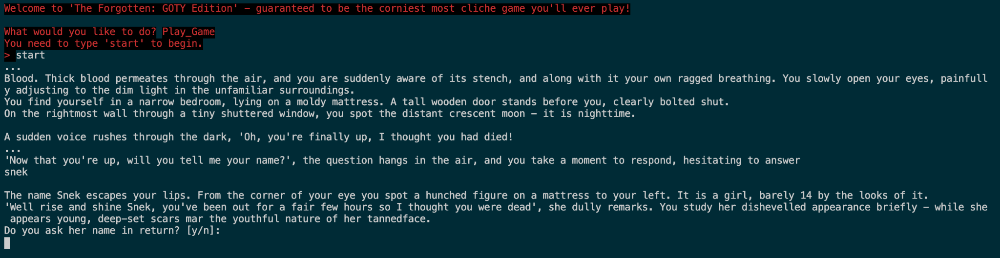 Welcome to 'The Forgotten: GOTY Edition' - guaranteed to be the corniest most cliche game you'll ever play!
What would you like to do? Play_Game
You need to type 'start' to begin.
> start
...
Blood. Thick blood permeates through the air, and you are suddenly aware of its stench, and along with it your own ragged breathing. You slowly open your eyes, painfull
y adjusting to the dim light in the unfamiliar surroundings.
You find yourself in a narrow bedroom, lying on a moldy mattress. A tall wooden door stands before you, clearly bolted shut.
On the rightmost wall through a tiny shuttered window, you spot the distant crescent moon - it is nighttime.
A sudden voice rushes through the dark, 'Oh, you're finally up, I thought you had died!
...
'Now that you're up, will you tell me your name?', the question hangs in the air, and you take a moment to respond, hesitating to answer
snek
The name Snek escapes your lips. From the corner of your eye you spot a hunched figure on a mattress to your left. It is a girl, barely 14 by the looks of it.
'Well rise and shine Snek, you've been out for a fair few hours so I thought you were dead', she dully remarks. You study her dishevelled appearance briefly - while she
 appears young, deep-set scars mar the youthful nature of her tannedface.
Do you ask her name in return? [y/n]: